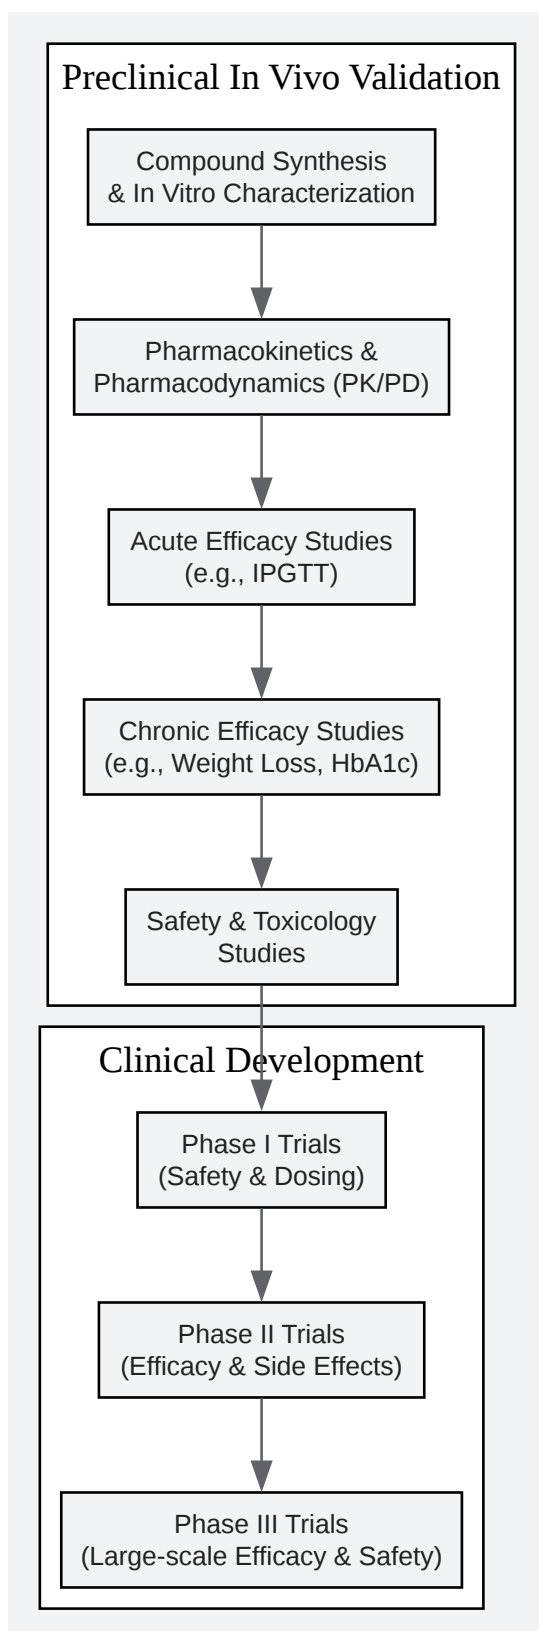 Preclinical In Vivo Validation
Compound Synthesis
& In Vitro Characterization
Pharmacokinetics &
Pharmacodynamics (PK/PD)
Acute Efficacy Studies
(e.g., IPGTT)
Chronic Efficacy Studies
(e.g., Weight Loss, HbA1c)
Safety & Toxicology
Studies
Clinical Development
Phase I Trials
(Safety & Dosing)
Phase II Trials
(Efficacy & Side Effects)
Phase III Trials
(Large-scale Efficacy & Safety)